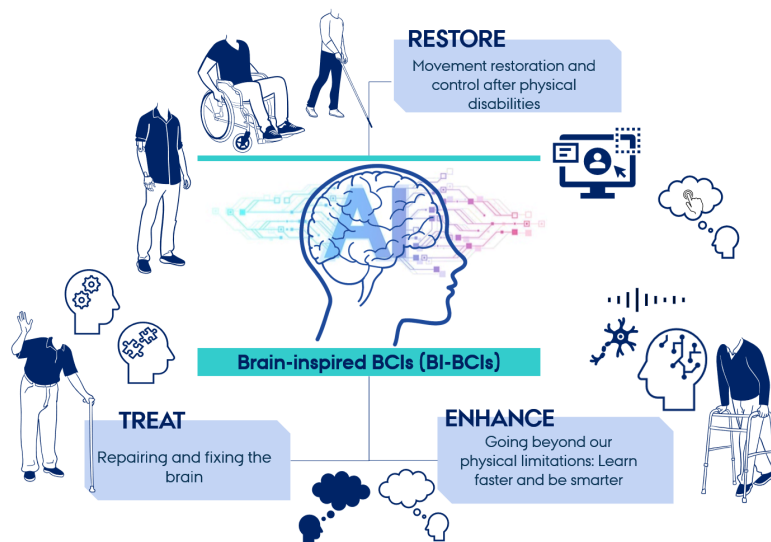 RESTORE
Movement restoration and
control after physical
disabilities
AI
Brain-inspired BCIs (BI-BCIs)
TREAT
Repairing and fixing the
brain
ENHANCE
Going beyond our
physical limitations: Learn
faster and be smarter